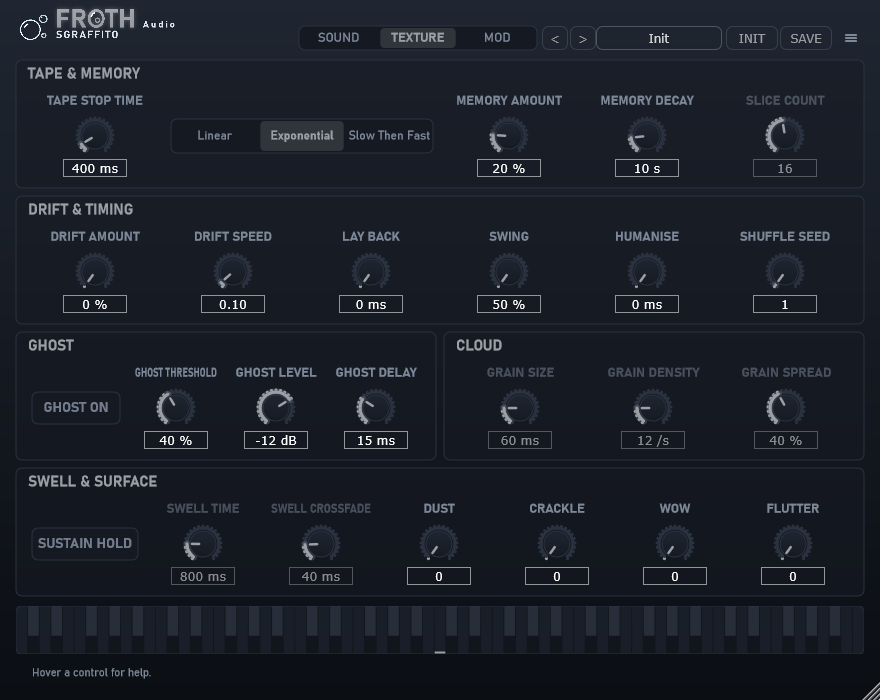 FROTH Audio
SGRAFFITO
SOUND TEXTURE MOD < > Init INIT SAVE
TAPE & MEMORY
TAPE STOP TIME MEMORY AMOUNT MEMORY DECAY SLICE COUNT
Linear Exponential Slow Then Fast
400 ms 20 % 10 s 16
DRIFT & TIMING
DRIFT AMOUNT DRIFT SPEED LAY BACK SWING HUMANISE SHUFFLE SEED
0 % 0.10 0 ms 50 % 0 ms 1
GHOST
GHOST THRESHOLD GHOST LEVEL GHOST DELAY
GHOST ON
40 % -12 dB 15 ms
CLOUD
GRAIN SIZE GRAIN DENSITY GRAIN SPREAD
60 ms 12 /s 40 %
SWELL & SURFACE
SWELL TIME SWELL CROSSFADE DUST CRACKLE WOW FLUTTER
SUSTAIN HOLD
800 ms 40 ms 0 0 0 0
Hover a control for help.